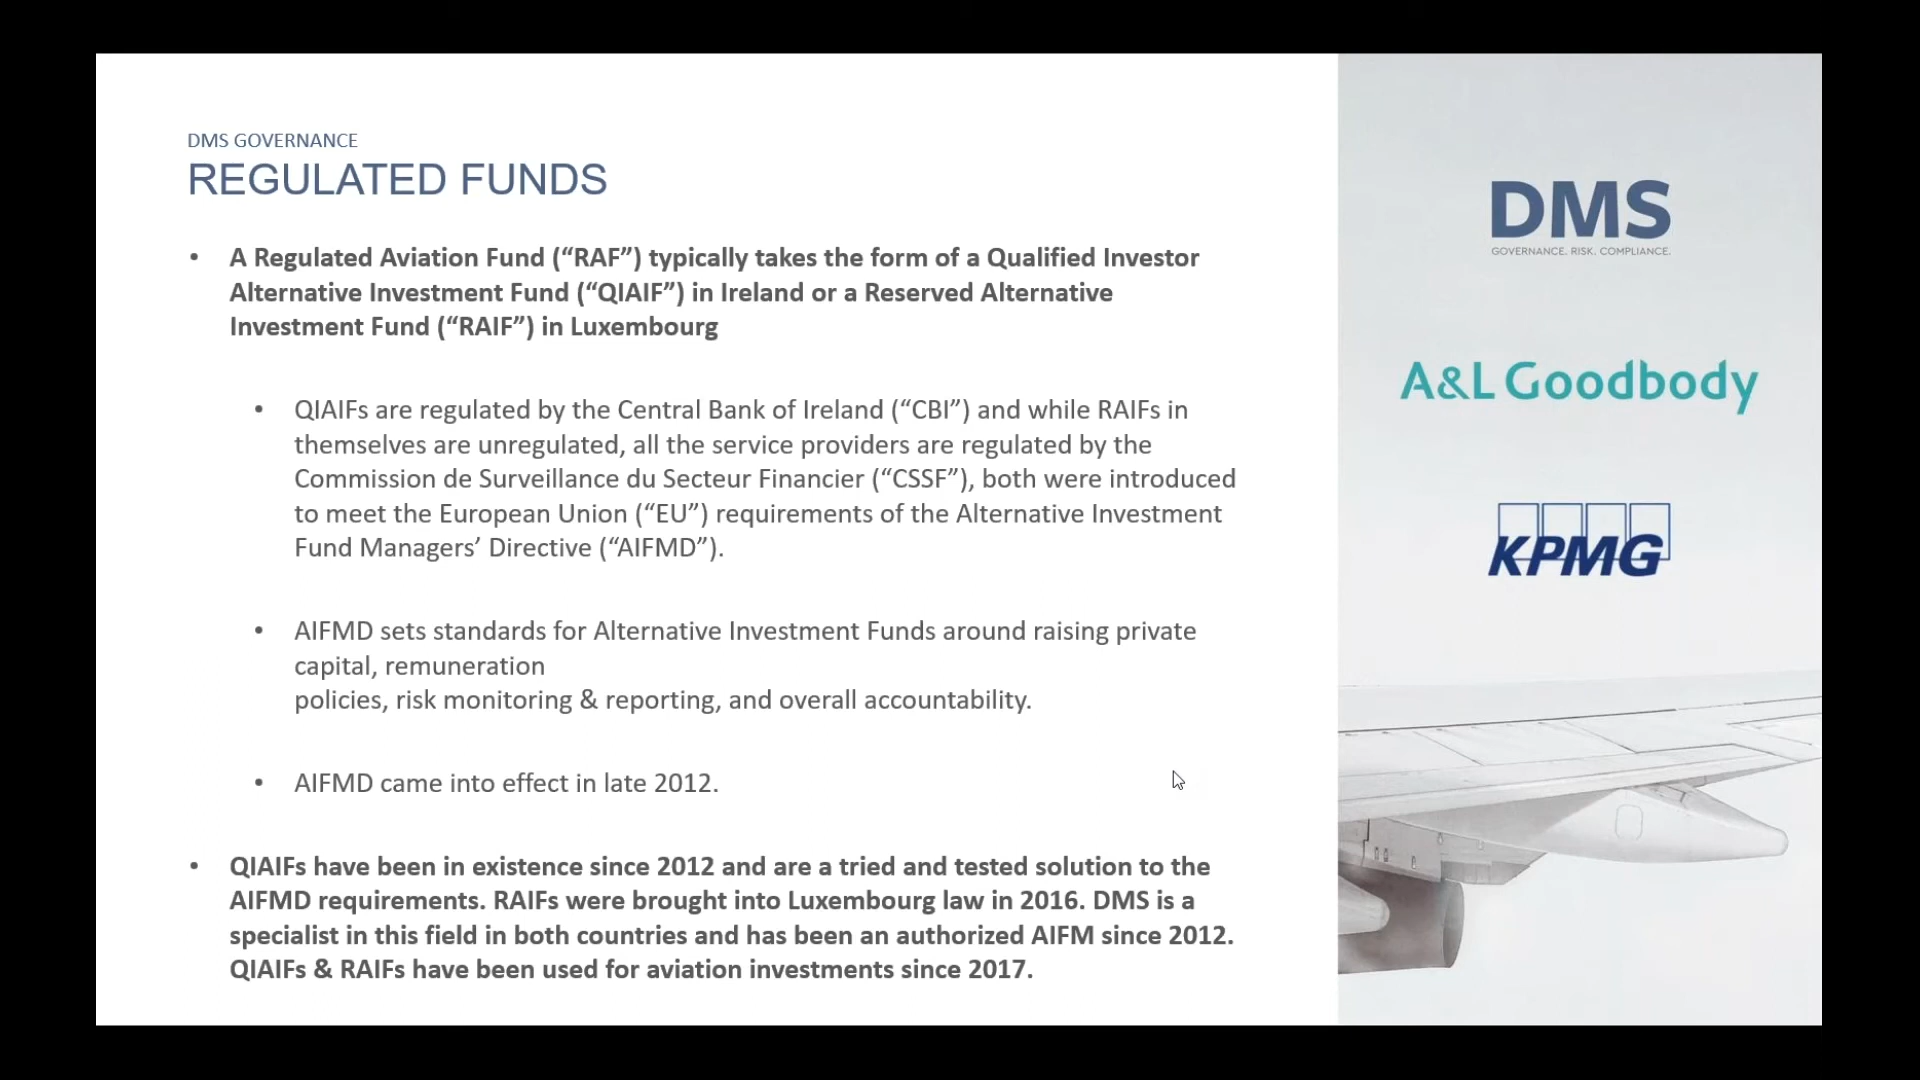 DMS GOVERNANCE
REGULATED FUNDS
• A Regulated Aviation Fund (“RAF”) typically takes the form of a Qualified Investor
Alternative Investment Fund (“QIAIF”) in Ireland or a Reserved Alternative
Investment Fund (“RAIF”) in Luxembourg
• QIAIFs are regulated by the Central Bank of Ireland (“CBI”) and while RAIFs in
themselves are unregulated, all the service providers are regulated by the
Commission de Surveillance du Secteur Financier (“CSSF”), both were introduced
to meet the European Union (“EU”) requirements of the Alternative Investment
Fund Managers’ Directive (“AIFMD”).
• AIFMD sets standards for Alternative Investment Funds around raising private
capital, remuneration
policies, risk monitoring & reporting, and overall accountability.
• AIFMD came into effect in late 2012.
• QIAIFs have been in existence since 2012 and are a tried and tested solution to the
AIFMD requirements. RAIFs were brought into Luxembourg law in 2016. DMS is a
specialist in this field in both countries and has been an authorized AIFM since 2012.
QIAIFs & RAIFs have been used for aviation investments since 2017.
DMS
GOVERNANCE. RISK. COMPLIANCE.
A&L Goodbody
KPMG